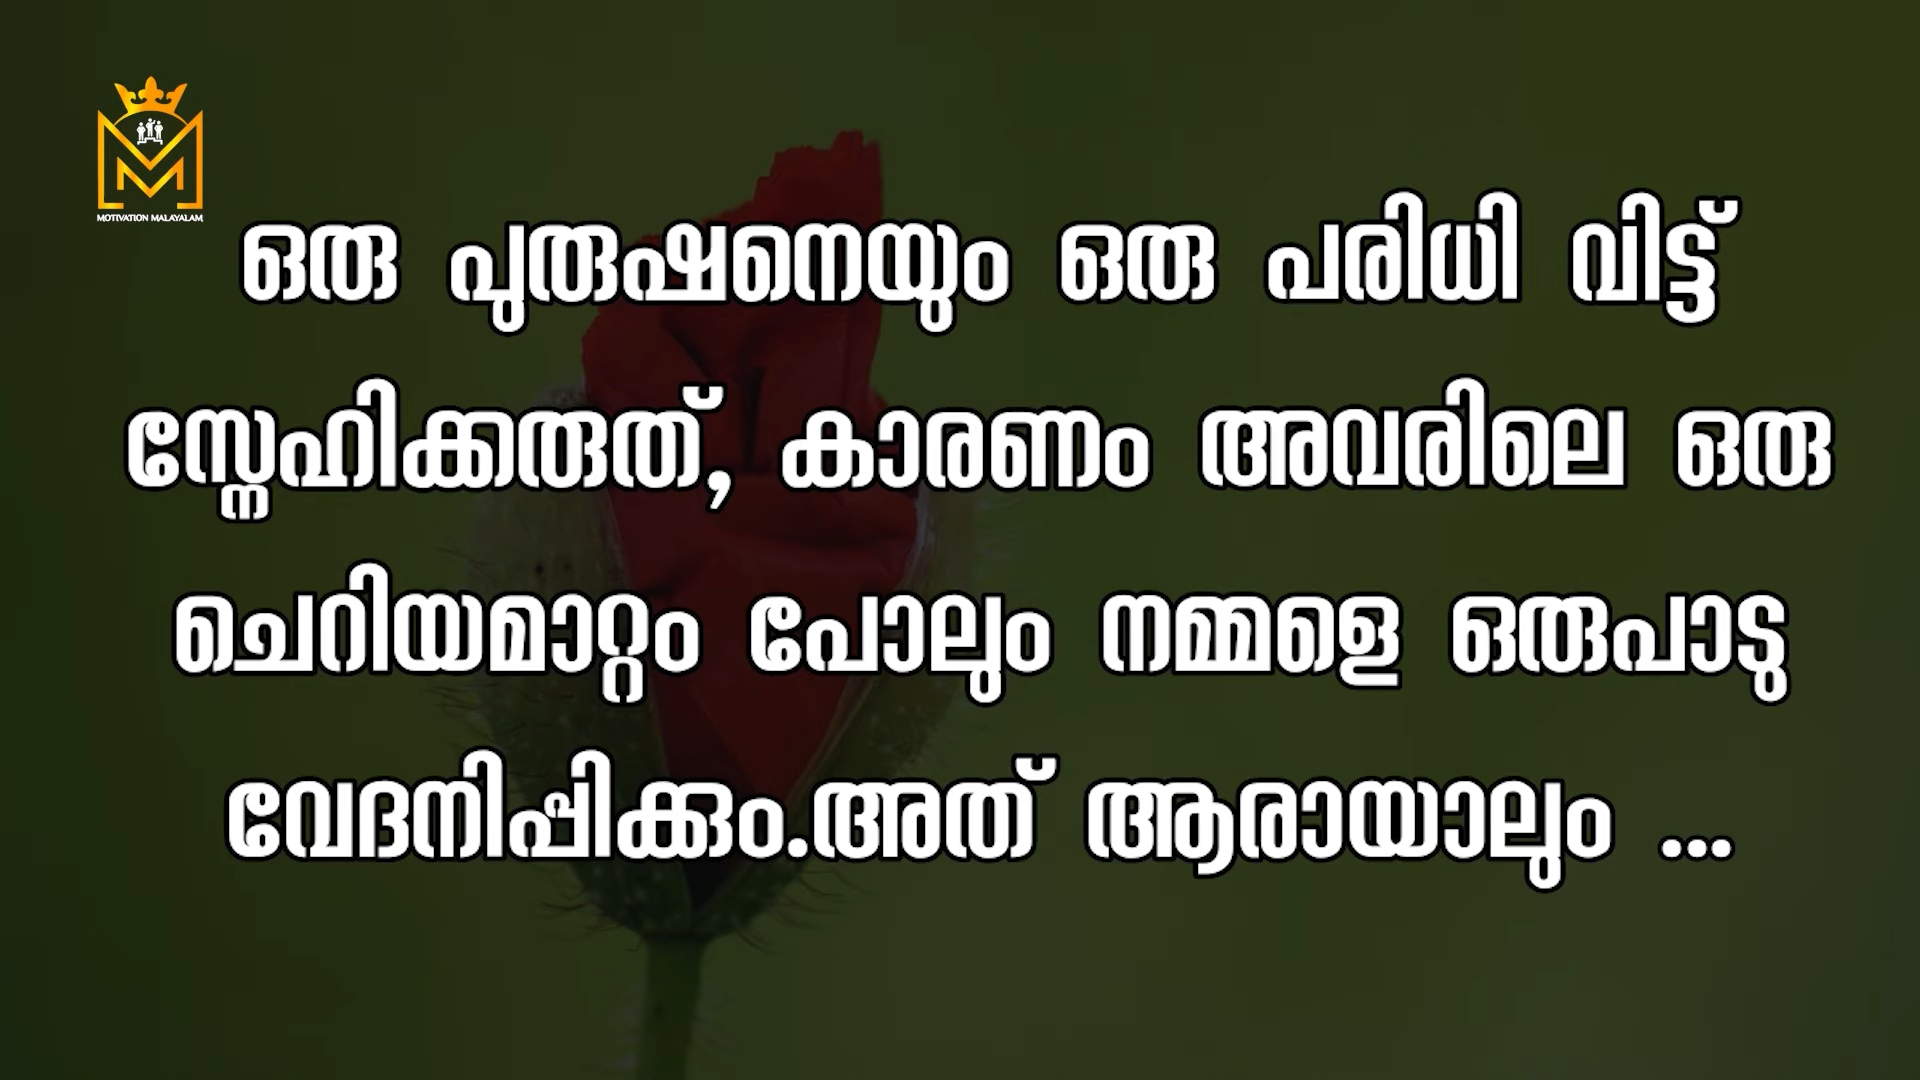 MOTIVATION MALAYALAM
ഒരു പുരുഷനെയും ഒരു പരിധി വിട്ട്
സ്നേഹിക്കരുത്, കാരണം അവരിലെ ഒരു
ചെറിയമാറ്റം പോലും നമ്മളെ ഒരുപാടു
വേദനിപ്പിക്കും.അത് ആരായാലും ...